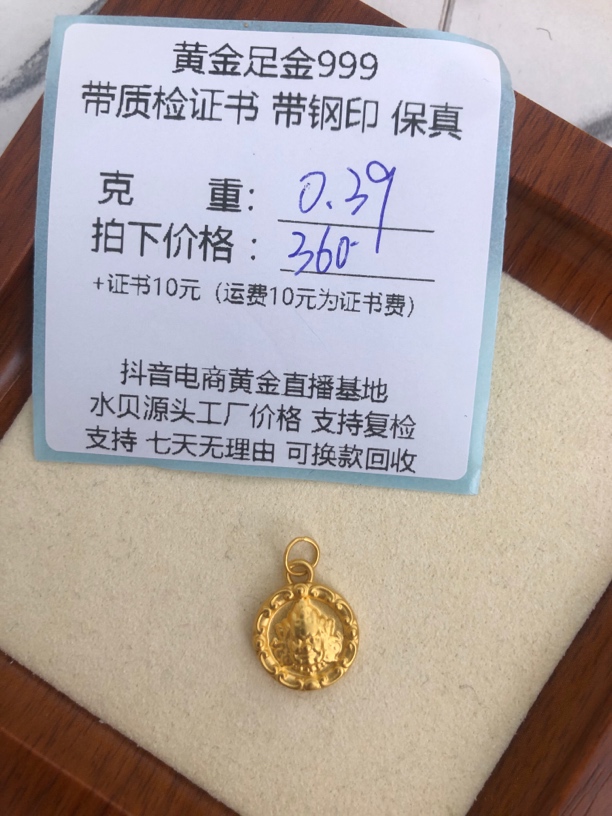 黄金足金999
带质检证书 带钢印 保真
克 重： 0.39
拍下价格： 360
+证书10元（运费10元为证书费）
抖音电商黄金直播基地
水贝源头工厂价格 支持复检
支持 七天无理由 可换款回收